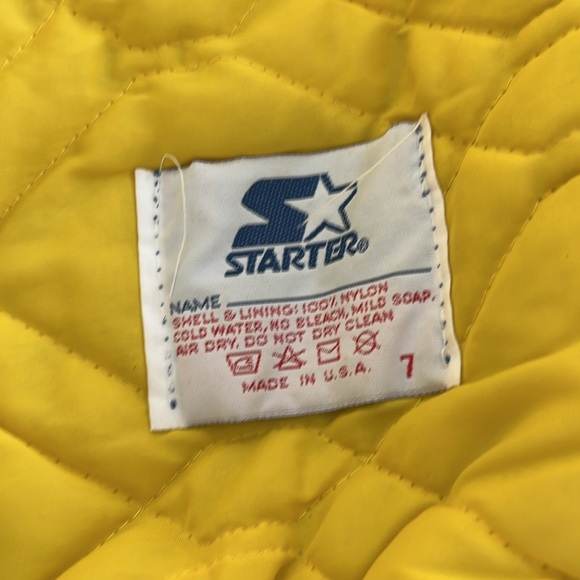 STARTER®
NAME
SHELL & LINING: 100% NYLON
COLD WATER, NO BLEACH, MILD SOAP.
AIR DRY. DO NOT DRY CLEAN
MADE IN U.S.A. 7